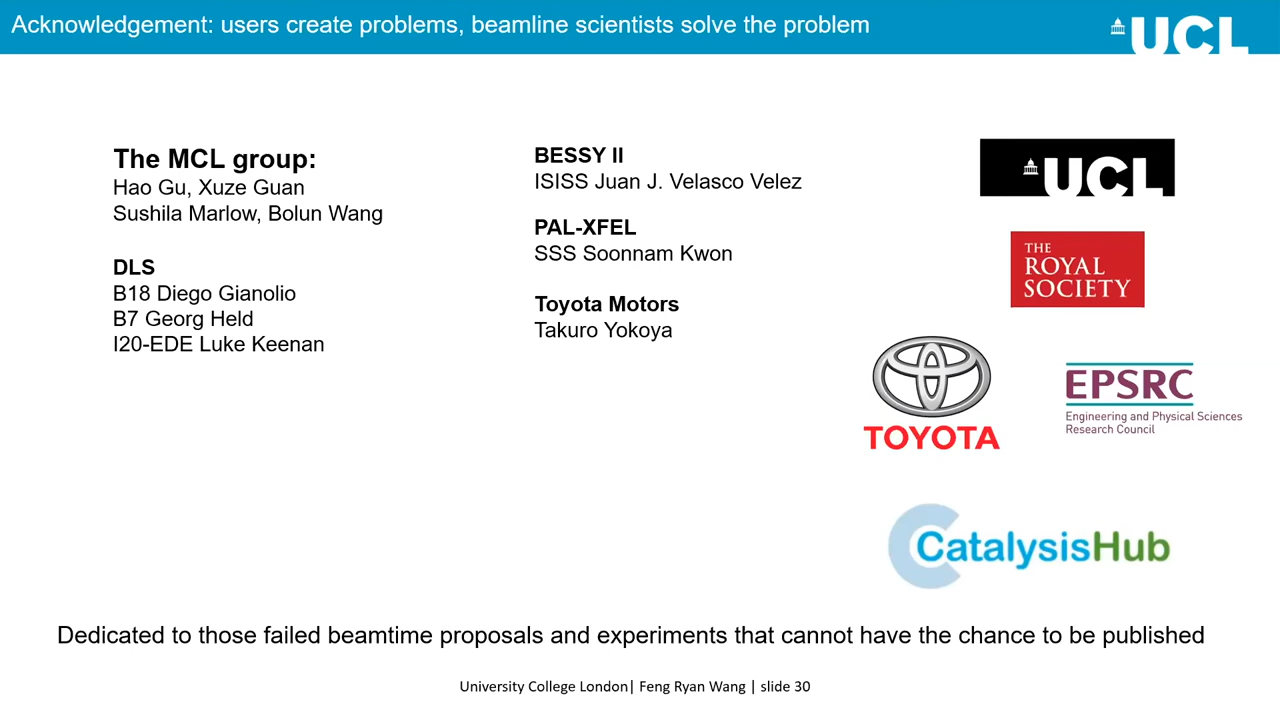 Acknowledgement: users create problems, beamline scientists solve the problem
UCL
The MCL group:
Hao Gu, Xuze Guan
Sushila Marlow, Bolun Wang
DLS
B18 Diego Gianolio
B7 Georg Held
I20-EDE Luke Keenan
BESSY II
ISISS Juan J. Velasco Velez
PAL-XFEL
SSS Soonnam Kwon
Toyota Motors
Takuro Yokoya
UCL
THE
ROYAL
SOCIETY
TOYOTA
EPSRC
Engineering and Physical Sciences
Research Council
CatalysisHub
Dedicated to those failed beamtime proposals and experiments that cannot have the chance to be published
University College London| Feng Ryan Wang | slide 30